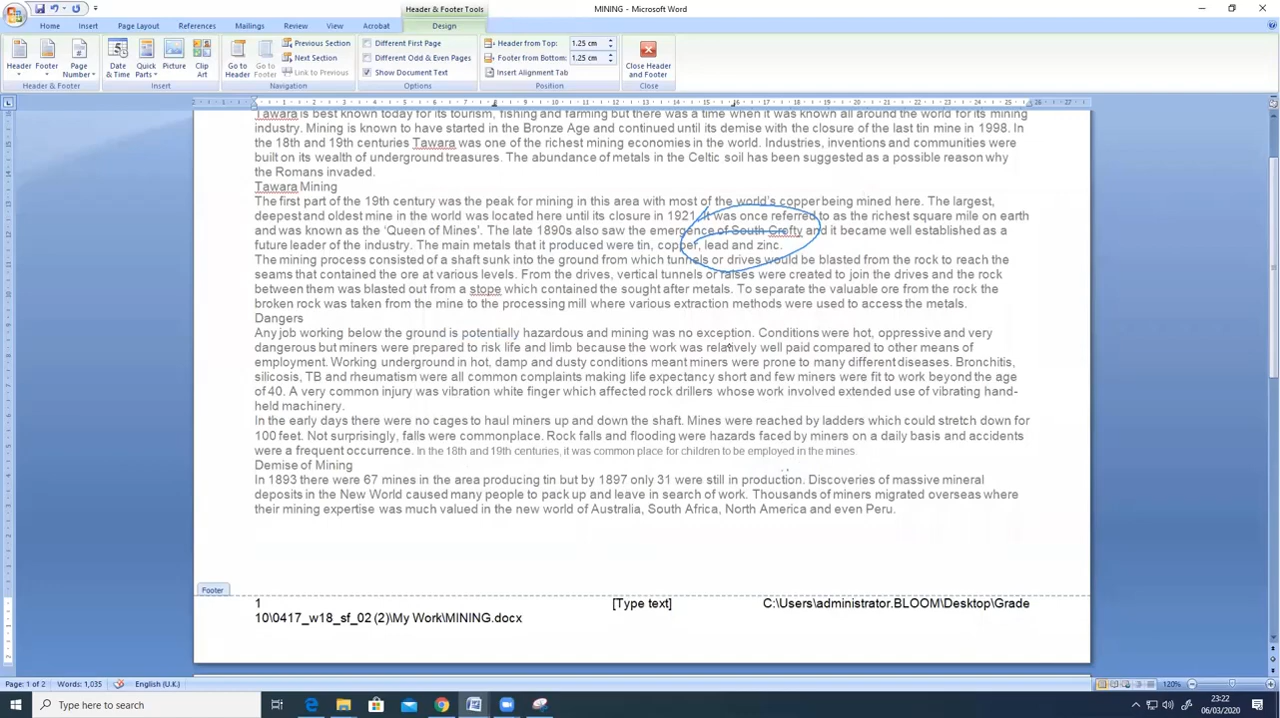 Header & Footer Tools
MINING - Microsoft Word
Home Insert Page Layout References Mailings Review View Acrobat Design
Header Footer Page Number
Date & Time Quick Parts Picture Clip Art
Go to Header Go to Footer
Previous Section
Next Section
Link to Previous
Different First Page
Different Odd & Even Pages
Show Document Text
Header from Top: 1.25 cm
Footer from Bottom: 1.25 cm
Insert Alignment Tab
Close Header and Footer
Header & Footer Insert Navigation Options Position Close
Tawara is best known today for its tourism, fishing and farming but there was a time when it was known all around the world for its mining
industry. Mining is known to have started in the Bronze Age and continued until its demise with the closure of the last tin mine in 1998. In
the 18th and 19th centuries Tawara was one of the richest mining economies in the world. Industries, inventions and communities were
built on its wealth of underground treasures. The abundance of metals in the Celtic soil has been suggested as a possible reason why
the Romans invaded.
Tawara Mining
The first part of the 19th century was the peak for mining in this area with most of the world's copper being mined here. The largest,
deepest and oldest mine in the world was located here until its closure in 1921. It was once referred to as the richest square mile on earth
and was known as the 'Queen of Mines'. The late 1890s also saw the emergence of South Crofty and it became well established as a
future leader of the industry. The main metals that it produced were tin, copper, lead and zinc.
The mining process consisted of a shaft sunk into the ground from which tunnels or drives would be blasted from the rock to reach the
seams that contained the ore at various levels. From the drives, vertical tunnels or raises were created to join the drives and the rock
between them was blasted out from a stope which contained the sought after metals. To separate the valuable ore from the rock the
broken rock was taken from the mine to the processing mill where various extraction methods were used to access the metals.
Dangers
Any job working below the ground is potentially hazardous and mining was no exception. Conditions were hot, oppressive and very
dangerous but miners were prepared to risk life and limb because the work was relatively well paid compared to other means of
employment. Working underground in hot, damp and dusty conditions meant miners were prone to many different diseases. Bronchitis,
silicosis, TB and rheumatism were all common complaints making life expectancy short and few miners were fit to work beyond the age
of 40. A very common injury was vibration white finger which affected rock drillers whose work involved extended use of vibrating hand-
held machinery.
In the early days there were no cages to haul miners up and down the shaft. Mines were reached by ladders which could stretch down for
100 feet. Not surprisingly, falls were commonplace. Rock falls and flooding were hazards faced by miners on a daily basis and accidents
were a frequent occurrence. In the 18th and 19th centuries, it was common place for children to be employed in the mines.
Demise of Mining
In 1893 there were 67 mines in the area producing tin but by 1897 only 31 were still in production. Discoveries of massive mineral
deposits in the New World caused many people to pack up and leave in search of work. Thousands of miners migrated overseas where
their mining expertise was much valued in the new world of Australia, South Africa, North America and even Peru.
Footer
1 [Type text] C:\Users\administrator.BLOOM\Desktop\Grade
10\0417_w18_sf_02 (2)\My Work\MINING.docx
Page: 1 of 2 Words: 1,035 English (U.K.) 120%
Type here to search
23:22
06/03/2020